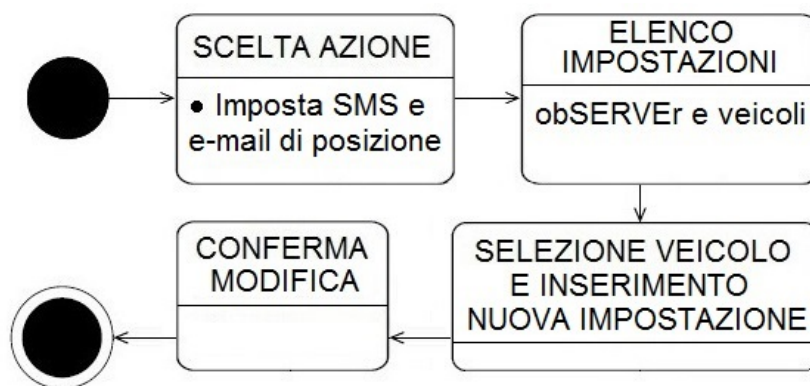 SCELTA AZIONE
● Imposta SMS e
e-mail di posizione
ELENCO
IMPOSTAZIONI
obSERVEr e veicoli
SELEZIONE VEICOLO
E INSERIMENTO
NUOVA IMPOSTAZIONE
CONFERMA
MODIFICA